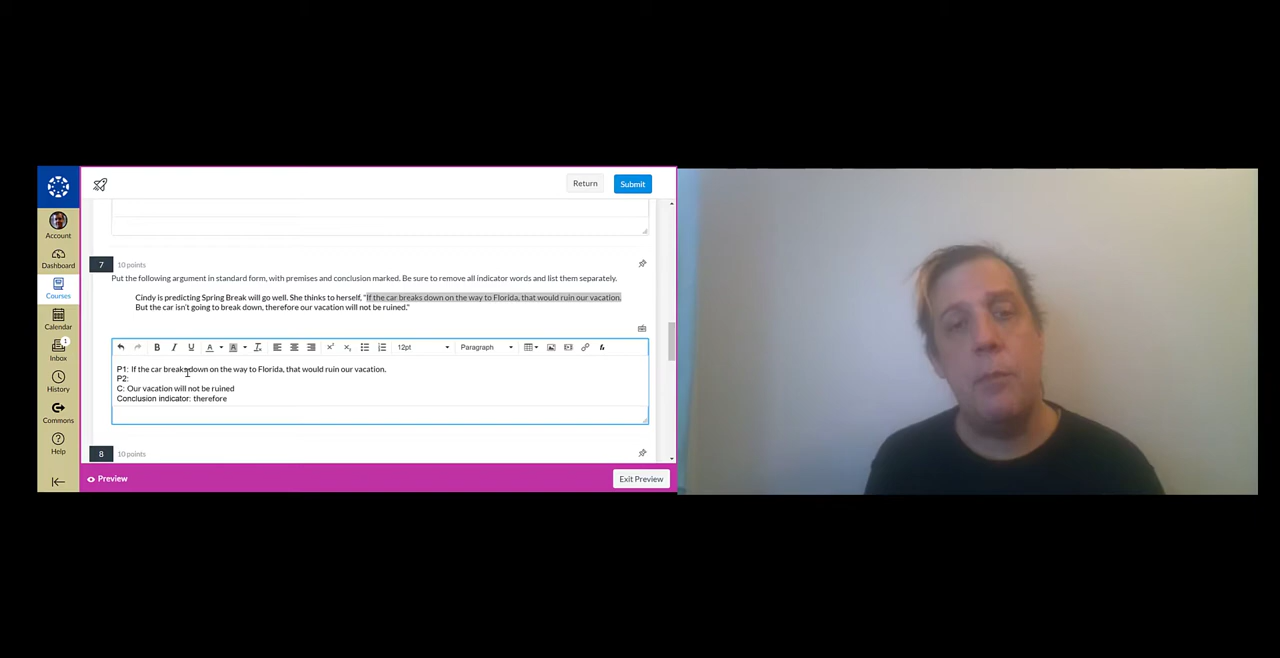 Return
Submit
Account
Dashboard
Courses
Calendar
1
Inbox
History
Commons
Help
7
10 points
Put the following argument in standard form, with premises and conclusion marked. Be sure to remove all indicator words and list them separately.
Cindy is predicting Spring Break will go well. She thinks to herself, "If the car breaks down on the way to Florida, that would ruin our vacation.
But the car isn't going to break down, therefore our vacation will not be ruined."
B I U A A 12pt Paragraph
P1: If the car breaks down on the way to Florida, that would ruin our vacation.
P2:
C: Our vacation will not be ruined
Conclusion indicator: therefore
8
10 points
Preview
Exit Preview